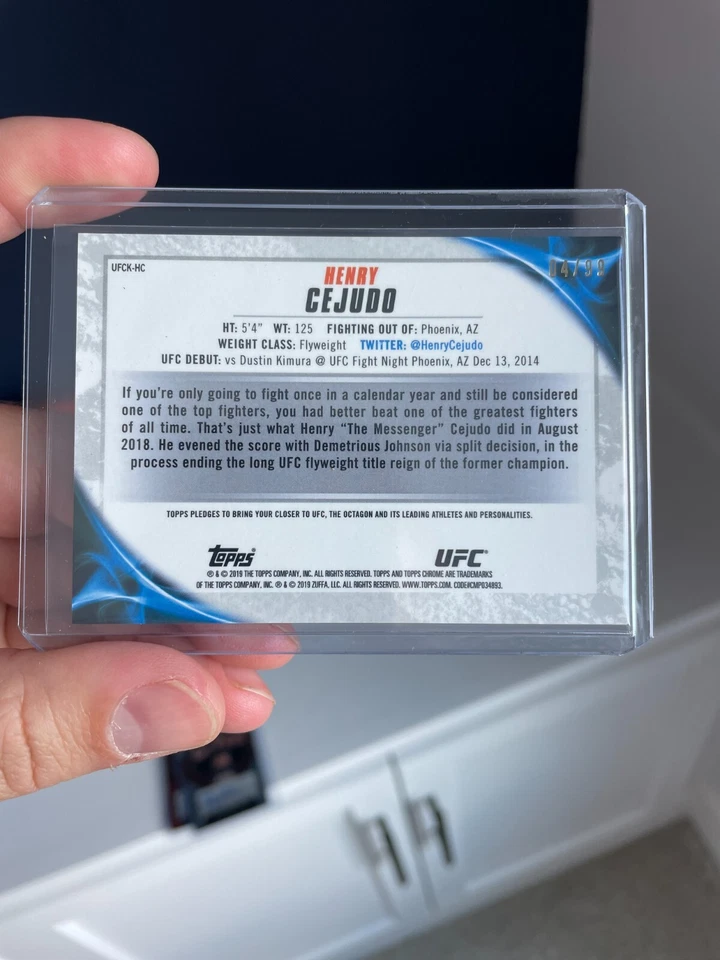 UFCK-HC
04/99
HENRY
CEJUDO
HT: 5'4" WT: 125 FIGHTING OUT OF: Phoenix, AZ
WEIGHT CLASS: Flyweight TWITTER: @HenryCejudo
UFC DEBUT: vs Dustin Kimura @ UFC Fight Night Phoenix, AZ Dec 13, 2014
If you're only going to fight once in a calendar year and still be considered
one of the top fighters, you had better beat one of the greatest fighters
of all time. That's just what Henry "The Messenger" Cejudo did in August
2018. He evened the score with Demetrious Johnson via split decision, in the
process ending the long UFC flyweight title reign of the former champion.
TOPPS PLEDGES TO BRING YOUR CLOSER TO UFC, THE OCTAGON AND ITS LEADING ATHLETES AND PERSONALITIES.
Topps® UFC®
® & © 2019 THE TOPPS COMPANY, INC. ALL RIGHTS RESERVED. TOPPS AND TOPPS CHROME ARE TRADEMARKS
OF THE TOPPS COMPANY, INC. ® & © 2019 ZUFFA, LLC. ALL RIGHTS RESERVED. WWW.TOPPS.COM. CODE#CMP034893.